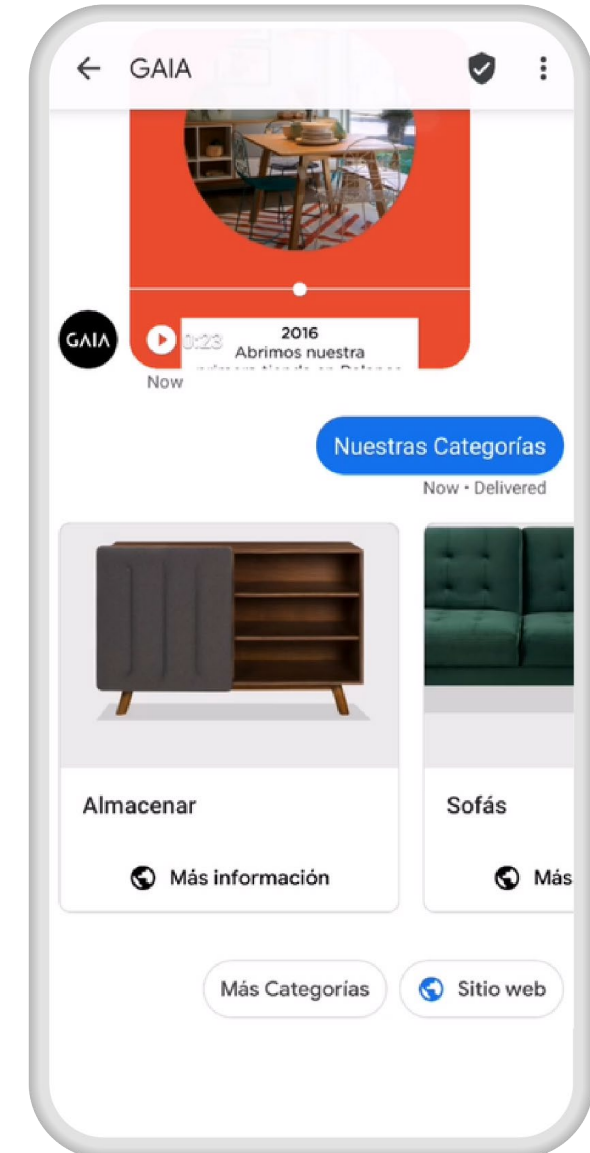 GAIA
2016
Abrimos nuestra
GAIA
0:23
Now
Nuestras Categorías
Now • Delivered
Almacenar
Sofás
Más información
Más
Más Categorías
Sitio web